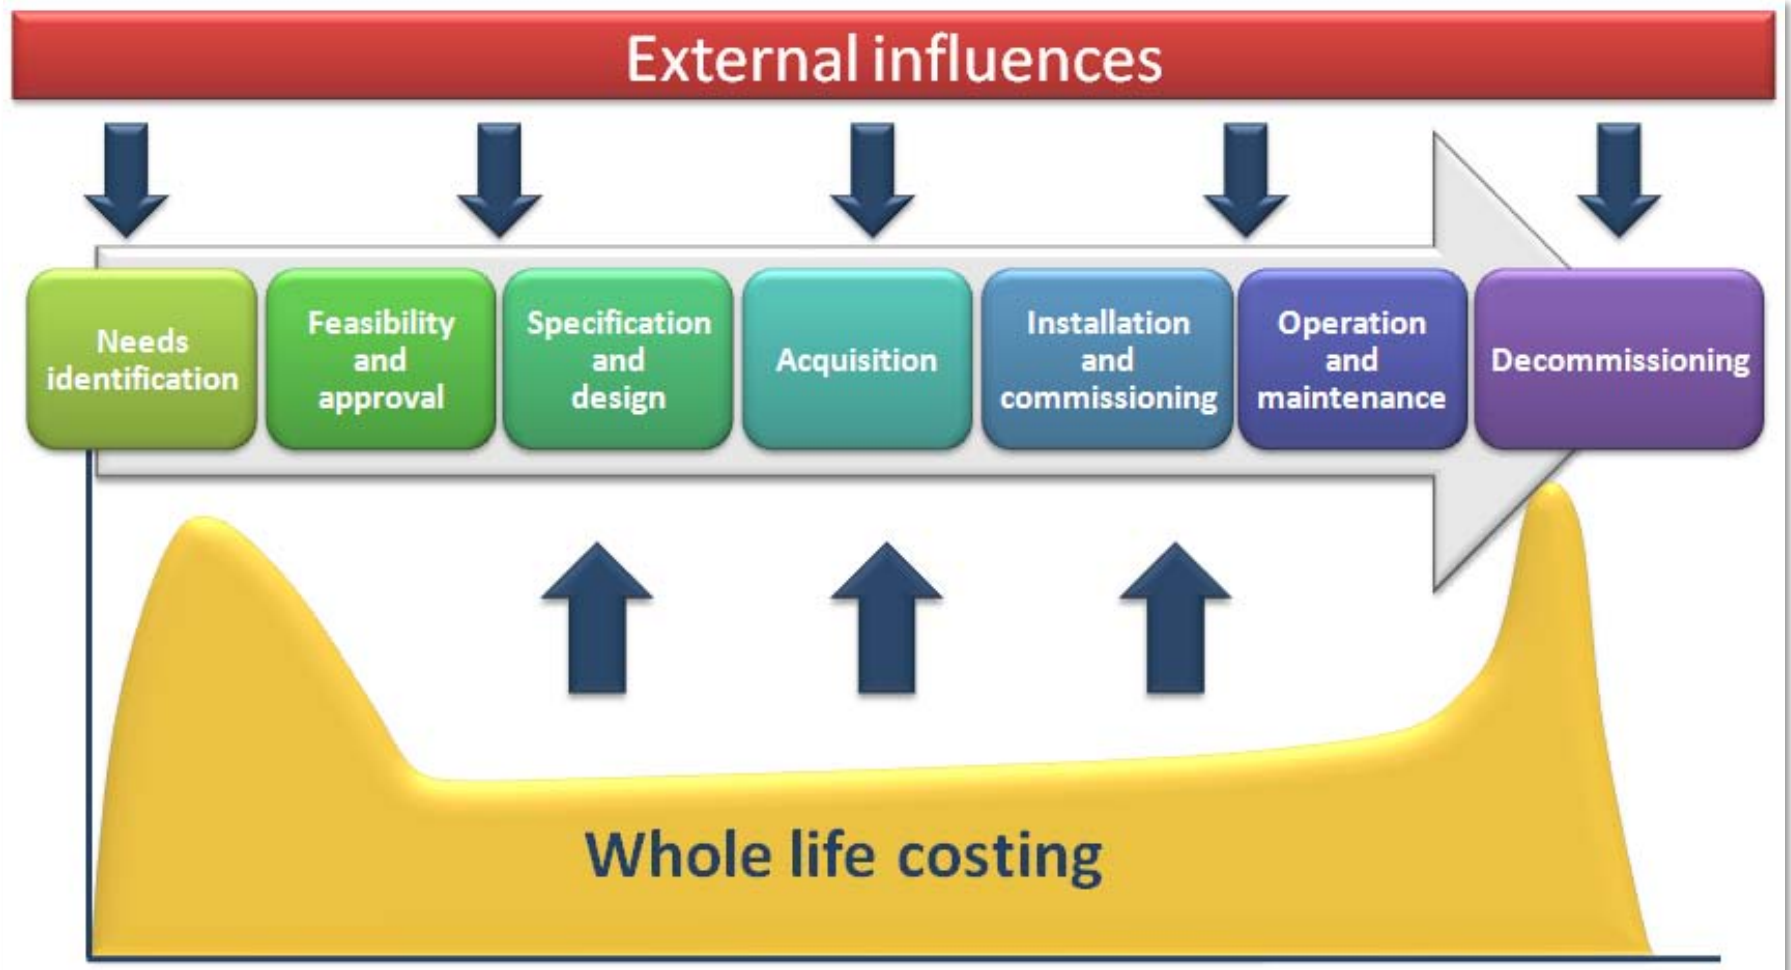 External influences
Needs
identification
Feasibility
and
approval
Specification
and
design
Acquisition
Installation
and
commissioning
Operation
and
maintenance
Decommissioning
Whole life costing